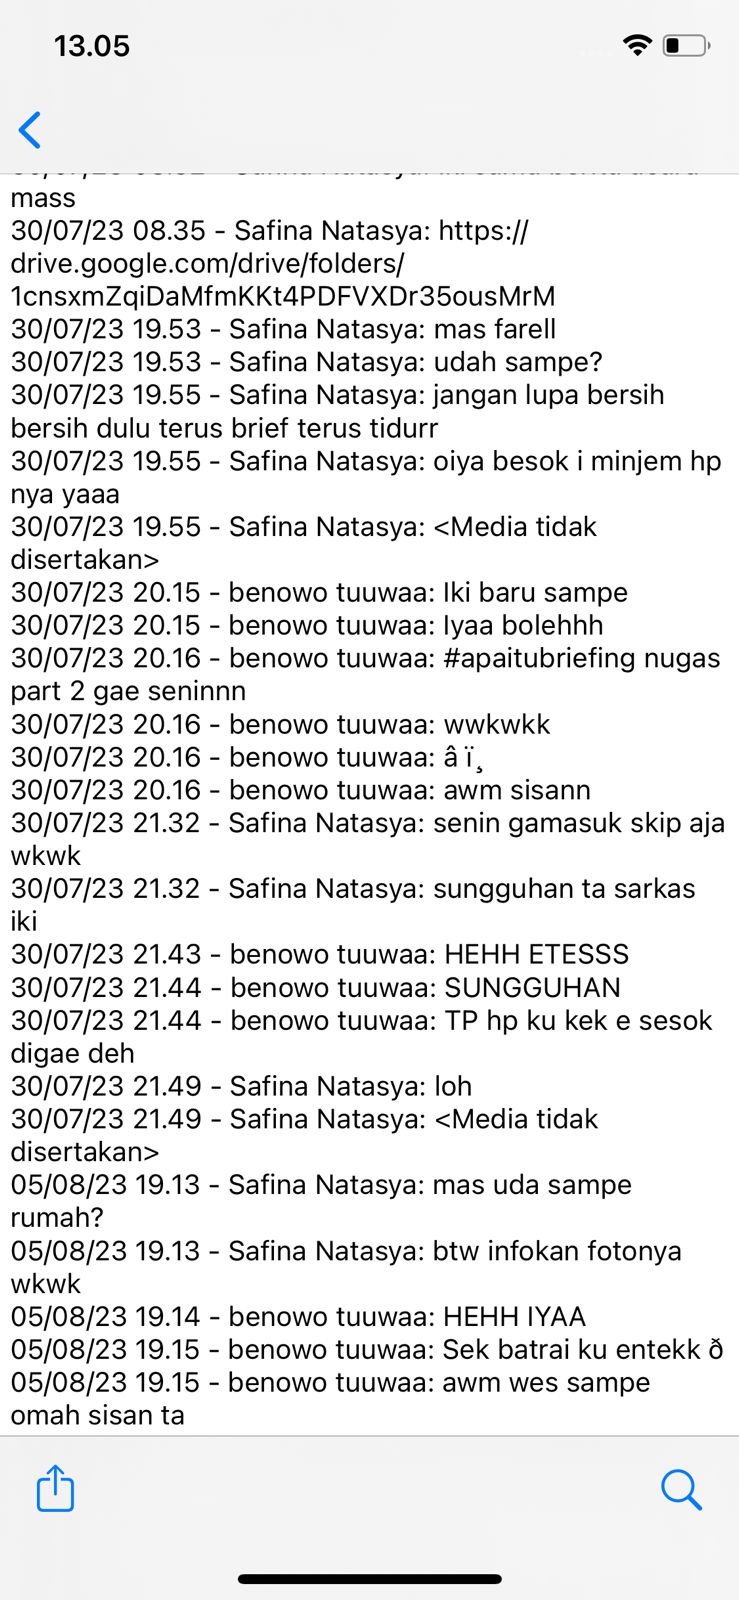 13.05
mass
30/07/23 08.35 - Safina Natasya: https://
drive.google.com/drive/folders/
1cnsxmZqiDaMfmKKt4PDFVXDr35ousMrM
30/07/23 19.53 - Safina Natasya: mas farell
30/07/23 19.53 - Safina Natasya: udah sampe?
30/07/23 19.55 - Safina Natasya: jangan lupa bersih
bersih dulu terus brief terus tidurr
30/07/23 19.55 - Safina Natasya: oiya besok i minjem hp
nya yaaa
30/07/23 19.55 - Safina Natasya: <Media tidak
disertakan>
30/07/23 20.15 - benowo tuuwaa: Iki baru sampe
30/07/23 20.15 - benowo tuuwaa: Iyaa bolehhh
30/07/23 20.16 - benowo tuuwaa: #apaitubriefing nugas
part 2 gae seninnn
30/07/23 20.16 - benowo tuuwaa: wwkwkk
30/07/23 20.16 - benowo tuuwaa: â ï¸
30/07/23 20.16 - benowo tuuwaa: awm sisann
30/07/23 21.32 - Safina Natasya: senin gamasuk skip aja
wkwk
30/07/23 21.32 - Safina Natasya: sungguhan ta sarkas
iki
30/07/23 21.43 - benowo tuuwaa: HEHH ETESSS
30/07/23 21.44 - benowo tuuwaa: SUNGGUHAN
30/07/23 21.44 - benowo tuuwaa: TP hp ku kek e sesok
digae deh
30/07/23 21.49 - Safina Natasya: loh
30/07/23 21.49 - Safina Natasya: <Media tidak
disertakan>
05/08/23 19.13 - Safina Natasya: mas uda sampe
rumah?
05/08/23 19.13 - Safina Natasya: btw infokan fotonya
wkwk
05/08/23 19.14 - benowo tuuwaa: HEHH IYAA
05/08/23 19.15 - benowo tuuwaa: Sek batrai ku entekk ð
05/08/23 19.15 - benowo tuuwaa: awm wes sampe
omah sisan ta